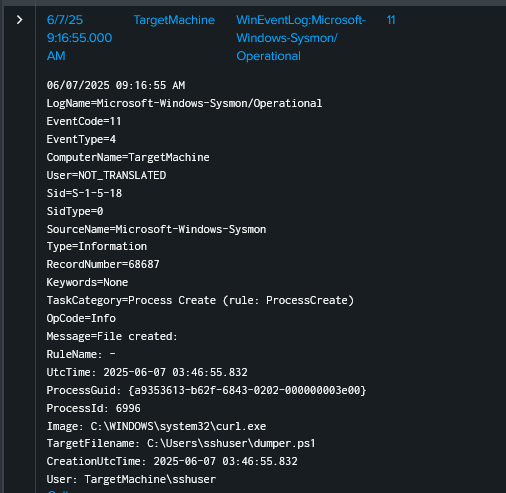 6/7/25 TargetMachine WinEventLog:Microsoft- 11
9:16:55.000 Windows-Sysmon/
AM Operational
06/07/2025 09:16:55 AM
LogName=Microsoft-Windows-Sysmon/Operational
EventCode=11
EventType=4
ComputerName=TargetMachine
User=NOT_TRANSLATED
Sid=S-1-5-18
SidType=0
SourceName=Microsoft-Windows-Sysmon
Type=Information
RecordNumber=68687
Keywords=None
TaskCategory=Process Create (rule: ProcessCreate)
OpCode=Info
Message=File created:
RuleName: -
UtcTime: 2025-06-07 03:46:55.832
ProcessGuid: {a9353613-b62f-6843-0202-000000003e00}
ProcessId: 6996
Image: C:\WINDOWS\system32\curl.exe
TargetFilename: C:\Users\sshuser\dumper.ps1
CreationUtcTime: 2025-06-07 03:46:55.832
User: TargetMachine\sshuser